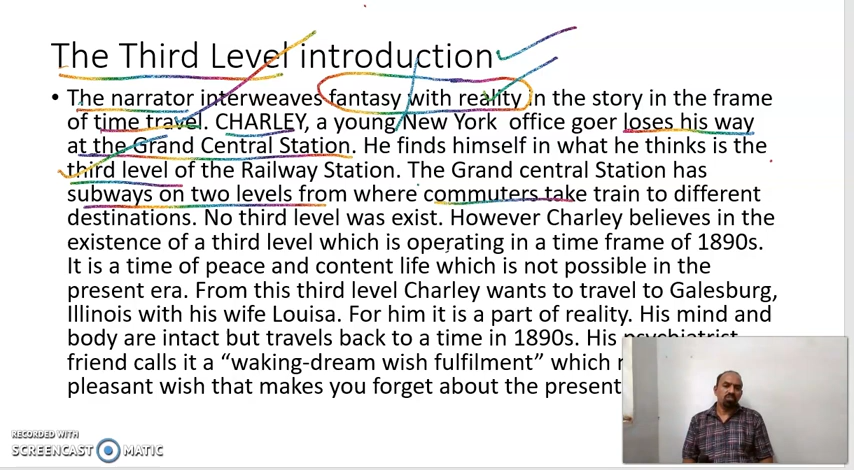 The Third Level introduction
• The narrator interweaves fantasy with reality in the story in the frame
of time travel. CHARLEY, a young New York office goer loses his way
at the Grand Central Station. He finds himself in what he thinks is the
third level of the Railway Station. The Grand central Station has
subways on two levels from where commuters take train to different
destinations. No third level was exist. However Charley believes in the
existence of a third level which is operating in a time frame of 1890s.
It is a time of peace and content life which is not possible in the
present era. From this third level Charley wants to travel to Galesburg,
Illinois with his wife Louisa. For him it is a part of reality. His mind and
body are intact but travels back to a time in 1890s. His psychiatrist
friend calls it a “waking-dream wish fulfilment” which
pleasant wish that makes you forget about the present
RECORDED WITH
SCREENCAST MATIC